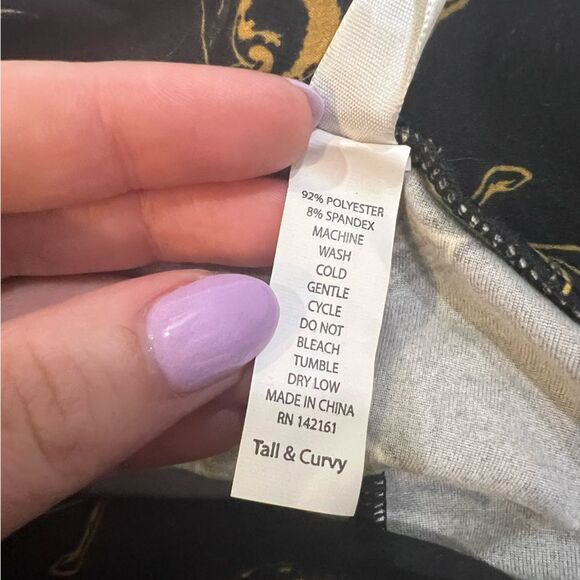 92% POLYESTER
8% SPANDEX
MACHINE
WASH
COLD
GENTLE
CYCLE
DO NOT
BLEACH
TUMBLE
DRY LOW
MADE IN CHINA
RN 142161
Tall & Curvy